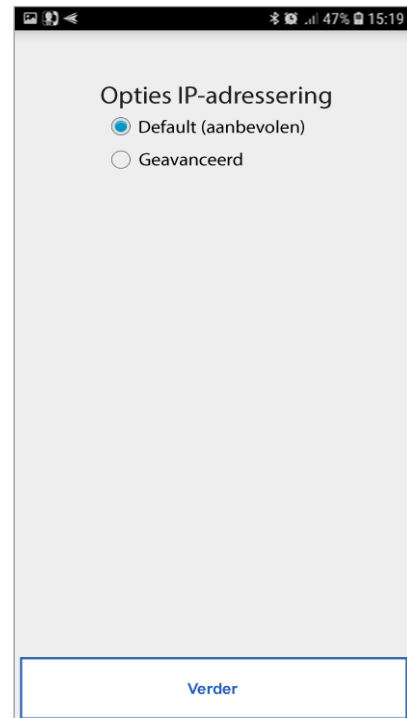 47% 15:19
Opties IP-adressering
Default (aanbevolen)
Geavanceerd
Verder